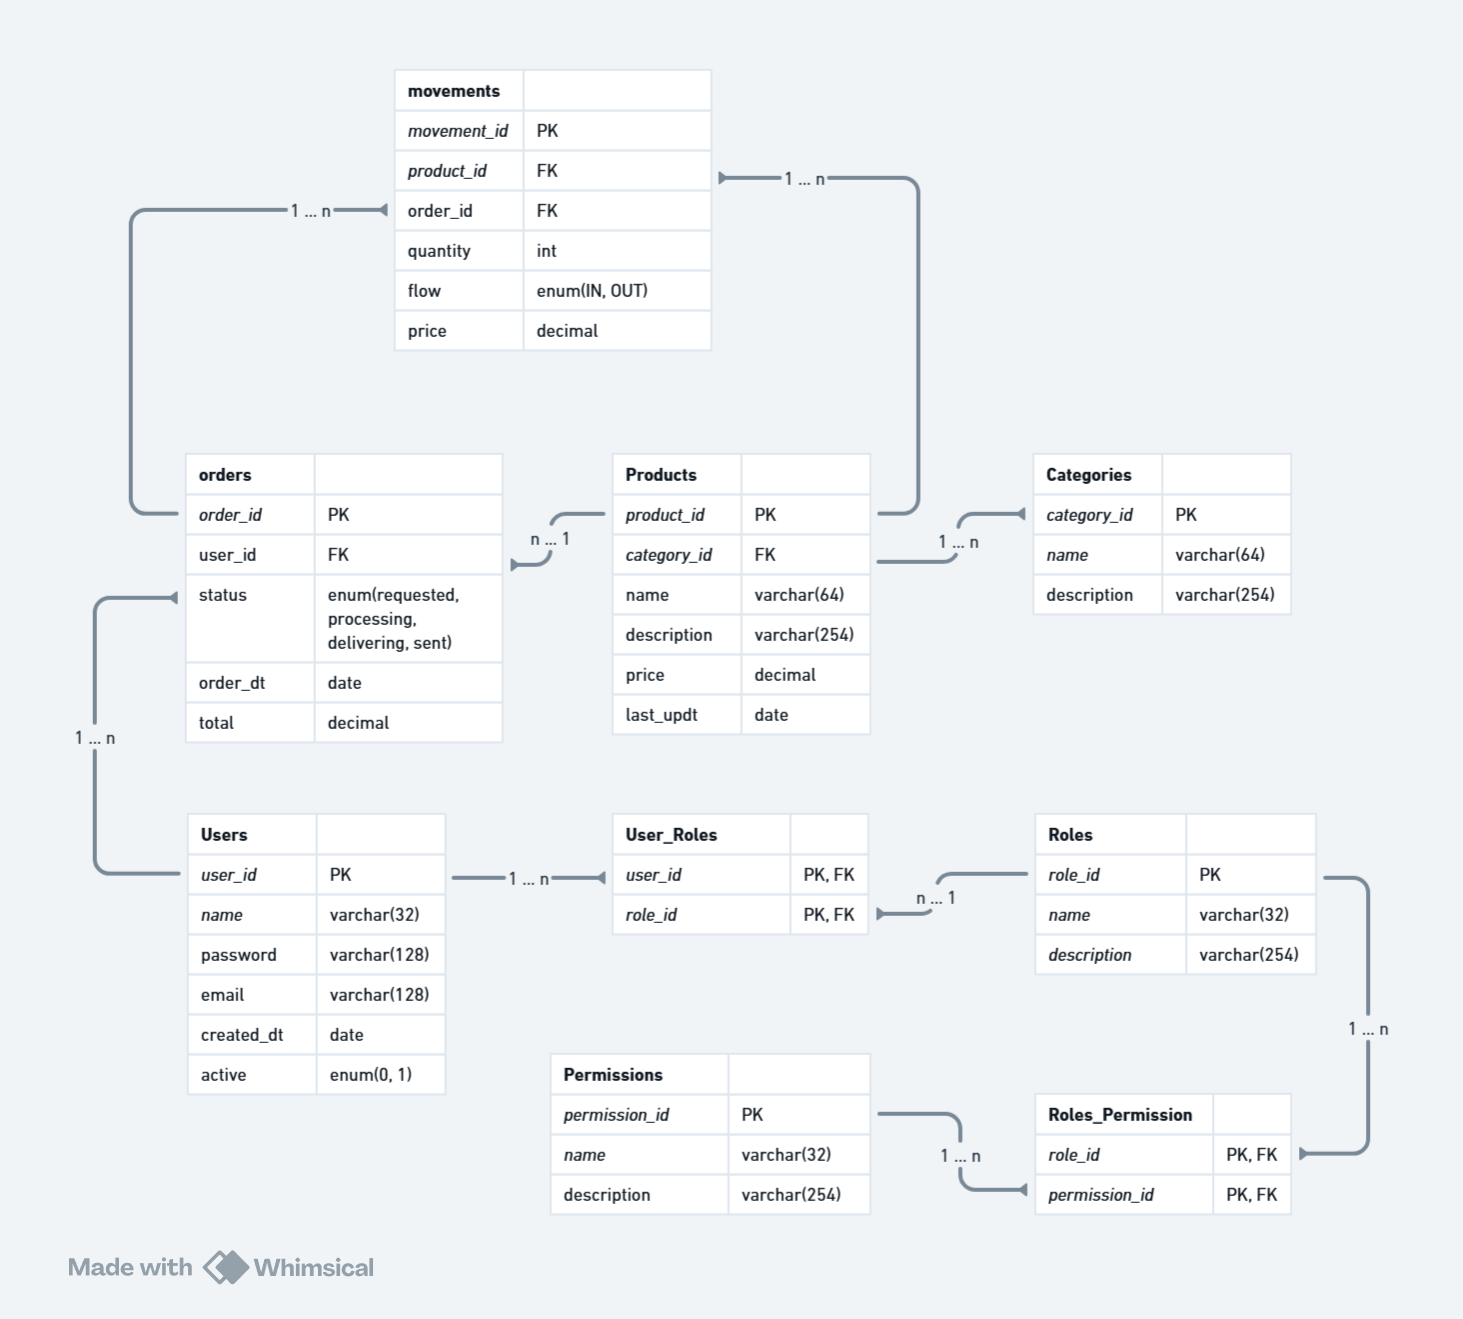 movements
movement_id PK
product_id FK
order_id FK
quantity int
flow enum(IN, OUT)
price decimal
1 ... n
1 ... n
orders
order_id PK
user_id FK
status enum(requested,
processing,
delivering, sent)
order_dt date
total decimal
n ... 1
Products
product_id PK
category_id FK
name varchar(64)
description varchar(254)
price decimal
last_updt date
1 ... n
Categories
category_id PK
name varchar(64)
description varchar(254)
1 ... n
Users
user_id PK
name varchar(32)
password varchar(128)
email varchar(128)
created_dt date
active enum(0, 1)
1 ... n
User_Roles
user_id PK, FK
role_id PK, FK
n ... 1
Roles
role_id PK
name varchar(32)
description varchar(254)
1 ... n
Permissions
permission_id PK
name varchar(32)
description varchar(254)
1 ... n
Roles_Permission
role_id PK, FK
permission_id PK, FK
Made with Whimsical